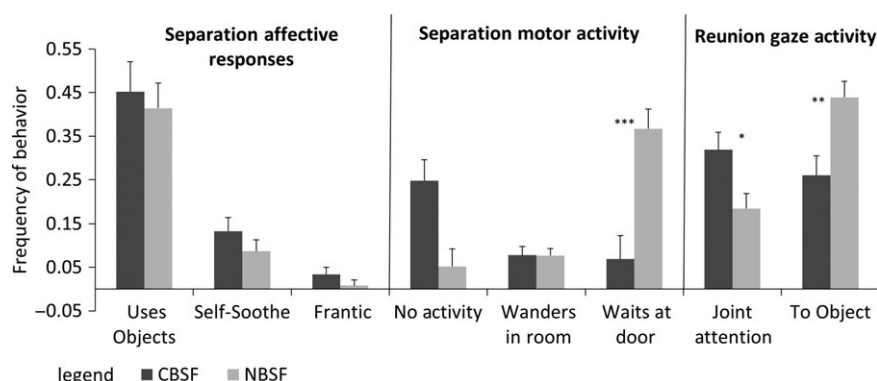 Separation affective responses
Separation motor activity
Reunion gaze activity
Frequency of behavior
0.55
0.45
0.35
0.25
0.15
0.05
–0.05
***
*
**
Uses Objects
Self-Soothe
Frantic
No activity
Wanders in room
Waits at door
Joint attention
To Object
legend CBSF NBSF